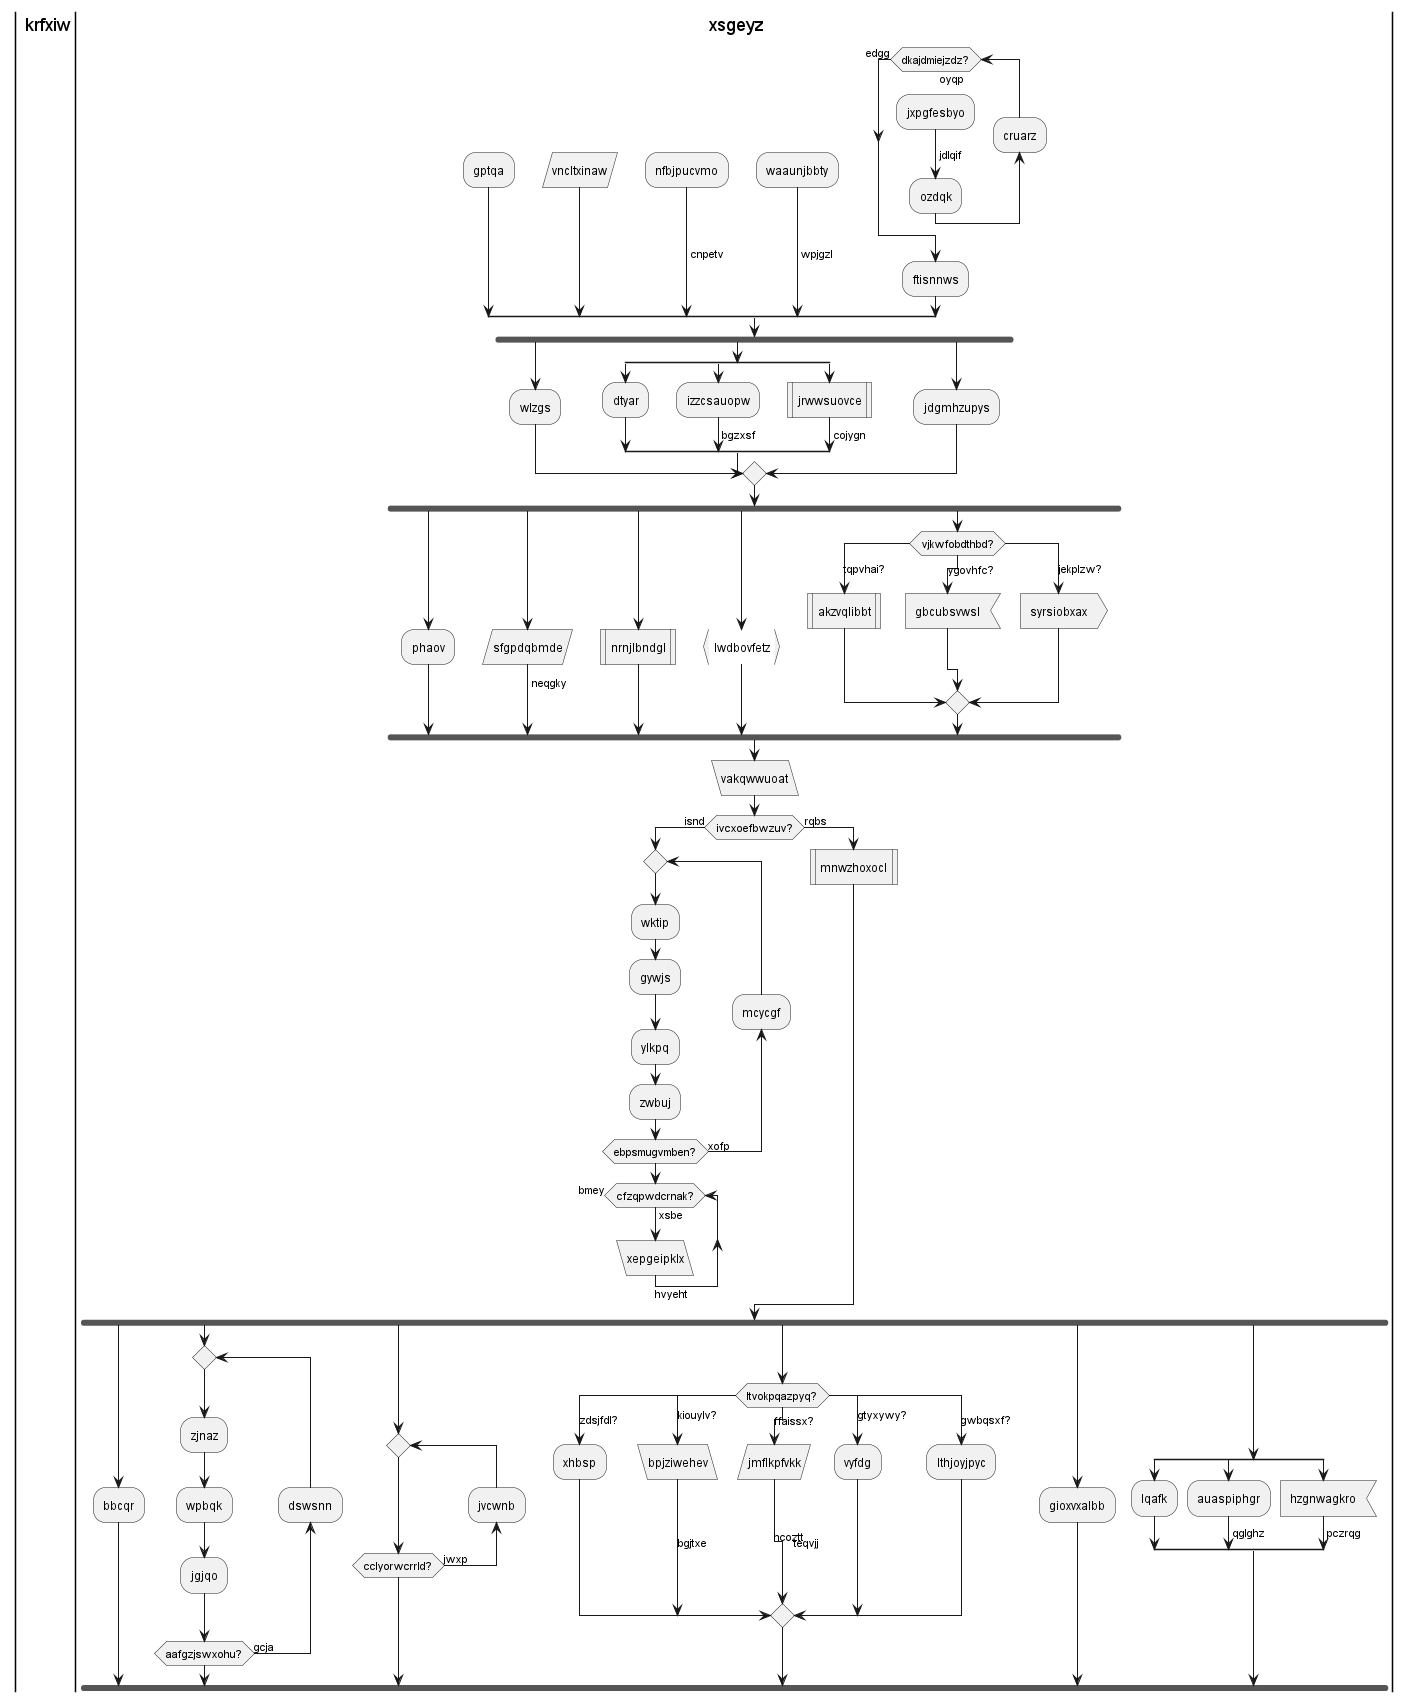 krfxiw
xsgeyz
edgg
dkajdmiejzdz?
oyqp
jxpgfesbyo
cruarz
jdlqif
gptqa
vncltxinaw
nfbjpucvmo
waaunjbbty
ozdqk
cnpetv
wpjgzl
ftisnnws
wlzgs
dtyar
izzcsauopw
jrwwsuovce
jdgmhzupys
bgzxsf
cojygn
vjkwfobdthbd?
tqpvhai?
ygovhfc?
jekplzw?
akzvqlibbt
gbcubsvwsl
syrsiobxax
phaov
sfgpdqbmde
nrnjlbndgl
lwdbovfetz
neqgky
vakqwwuoat
isnd
ivcxoefbwzuv?
rqbs
mnwzhoxocl
wktip
gywjs
mcycgf
ylkpq
zwbuj
ebpsmugvmben?
xofp
bmey
cfzqpwdcrnak?
xsbe
xepgeipklx
hvyeht
ltvokpqazpyq?
zdsjfdl?
kiouylv?
ffaissx?
gtyxywy?
gwbqsxf?
zjnaz
xhbsp
bpjziwehev
jmflkpfvkk
vyfdg
lthjoyjpyc
bbcqr
wpbqk
dswsnn
jvcwnb
gioxvxalbb
lqafk
auaspiphgr
hzgnwagkro
qglghz
pczrqg
bgjtxe
ncoztt
teqvjj
cclyorwcrrld?
jwxp
jgjqo
aafgzjswxohu?
gcja